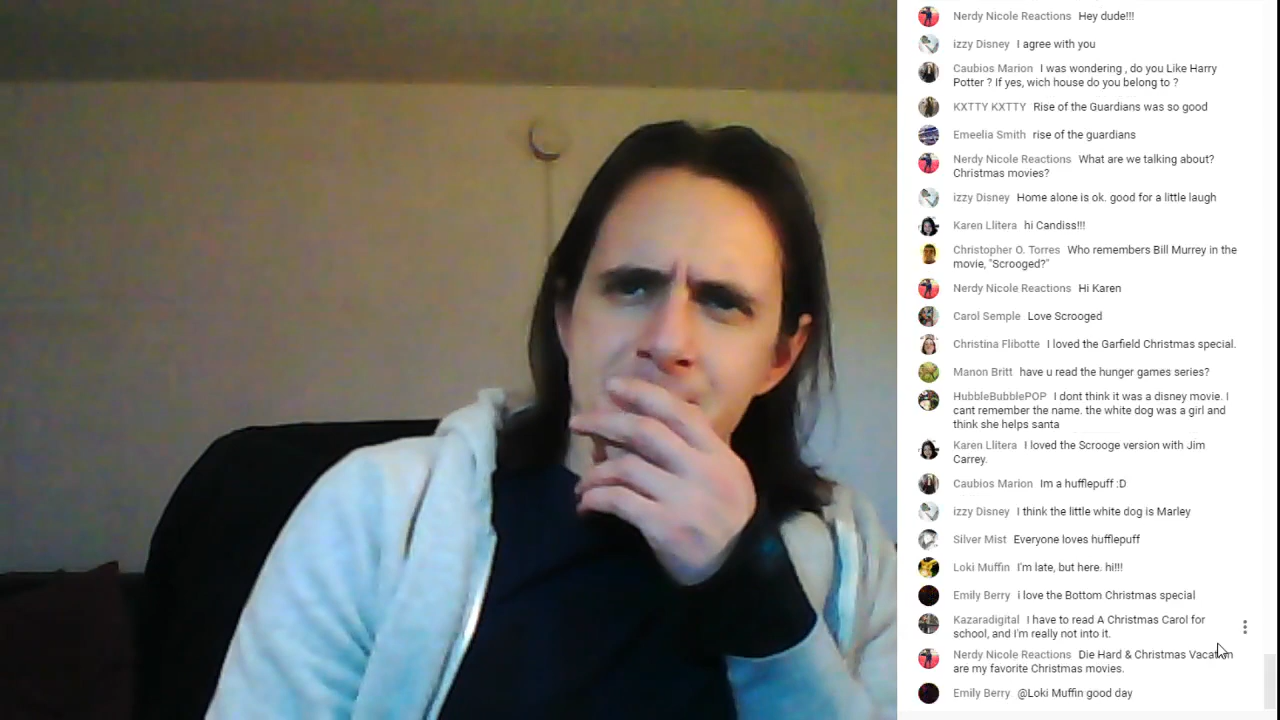 Nerdy Nicole Reactions Hey dude!!!
izzy Disney I agree with you
Caubios Marion I was wondering , do you Like Harry
Potter ? If yes, wich house do you belong to ?
KXTTY KXTTY Rise of the Guardians was so good
Emeelia Smith rise of the guardians
Nerdy Nicole Reactions What are we talking about?
Christmas movies?
izzy Disney Home alone is ok. good for a little laugh
Karen Llitera hi Candiss!!!
Christopher O. Torres Who remembers Bill Murrey in the
movie, "Scrooged?"
Nerdy Nicole Reactions Hi Karen
Carol Semple Love Scrooged
Christina Flibotte I loved the Garfield Christmas special.
Manon Britt have u read the hunger games series?
HubbleBubblePOP I dont think it was a disney movie. I
cant remember the name. the white dog was a girl and
think she helps santa
Karen Llitera I loved the Scrooge version with Jim
Carrey.
Caubios Marion Im a hufflepuff :D
izzy Disney I think the little white dog is Marley
Silver Mist Everyone loves hufflepuff
Loki Muffin I'm late, but here. hi!!!
Emily Berry i love the Bottom Christmas special
Kazaradigital I have to read A Christmas Carol for
school, and I'm really not into it.
Nerdy Nicole Reactions Die Hard & Christmas Vacation
are my favorite Christmas movies.
Emily Berry @Loki Muffin good day